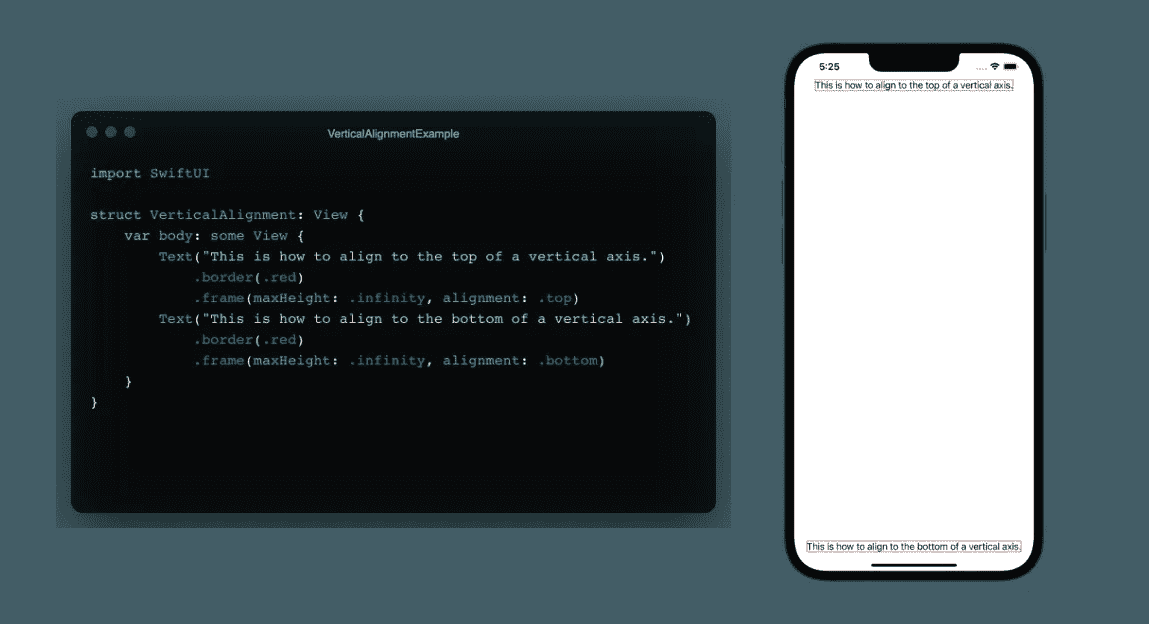 VerticalAlignmentExample
import SwiftUI
struct VerticalAlignment: View {
    var body: some View {
        Text("This is how to align to the top of a vertical axis.")
            .border(.red)
            .frame(maxHeight: .infinity, alignment: .top)
        Text("This is how to align to the bottom of a vertical axis.")
            .border(.red)
            .frame(maxHeight: .infinity, alignment: .bottom)
    }
}
5:25
This is how to align to the top of a vertical axis.
This is how to align to the bottom of a vertical axis.